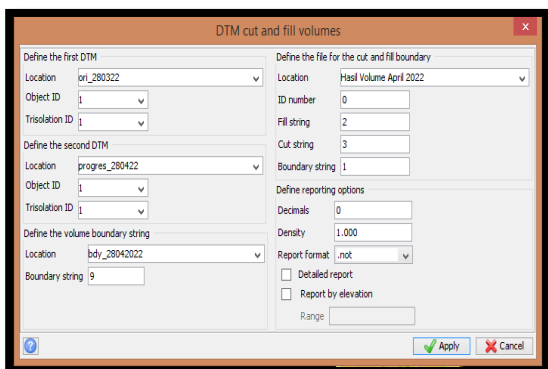 DTM cut and fill volumes
x
Define the first DTM
Location ori_280322
Object ID 1
Trisolation ID 1
Define the second DTM
Location progres_280422
Object ID 1
Trisolation ID 1
Define the volume boundary string
Location bdy_28042022
Boundary string 9
Define the file for the cut and fill boundary
Location Hasil Volume April 2022
ID number 0
Fill string 2
Cut string 3
Boundary string 1
Define reporting options
Decimals 0
Density 1.000
Report format .not
Detailed report
Report by elevation
Range
?
Apply
Cancel